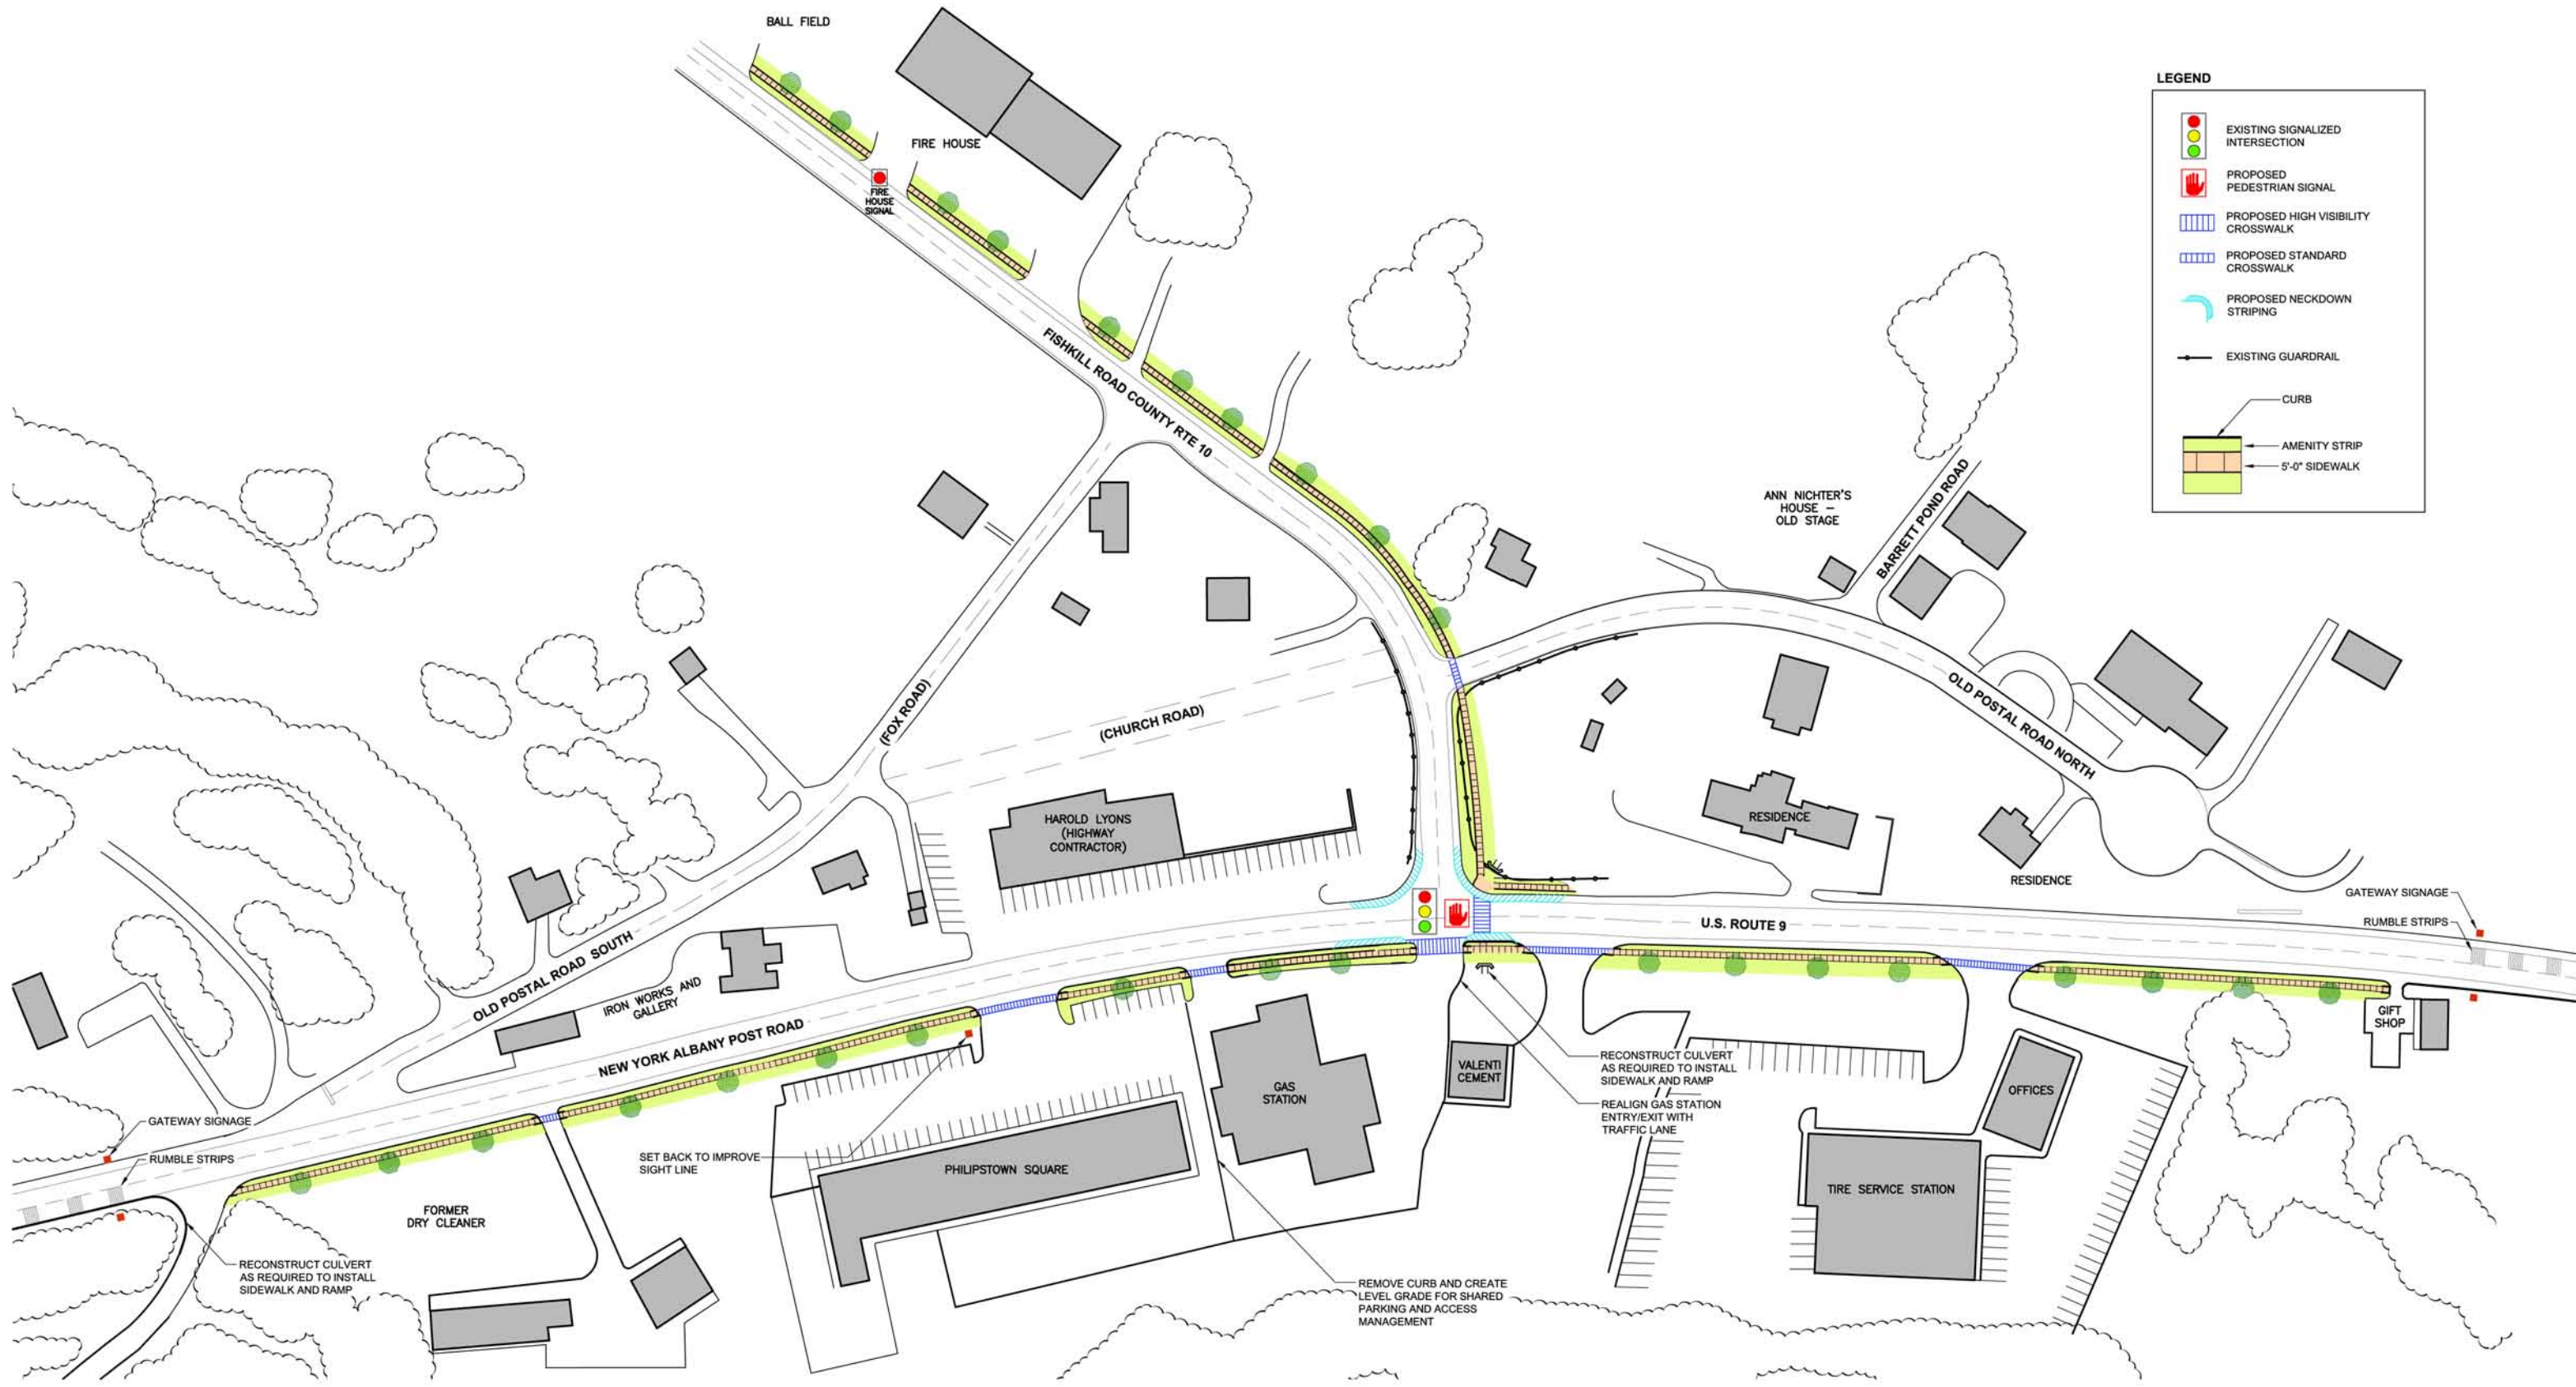 BALL FIELD
FIRE HOUSE
FIRE
HOUSE
SIGNAL
FISHKILL ROAD COUNTY RTE 10
LEGEND
EXISTING SIGNALIZED
INTERSECTION
PROPOSED
PEDESTRIAN SIGNAL
PROPOSED HIGH VISIBILITY
CROSSWALK
PROPOSED STANDARD
CROSSWALK
PROPOSED NECKDOWN
STRIPING
EXISTING GUARDRAIL
CURB
AMENITY STRIP
5'-0" SIDEWALK
ANN NICHTER'S
HOUSE –
OLD STAGE
BARRETT POND ROAD
OLD POSTAL ROAD NORTH
(FOX ROAD)
(CHURCH ROAD)
HAROLD LYONS
(HIGHWAY
CONTRACTOR)
RESIDENCE
RESIDENCE
GATEWAY SIGNAGE
RUMBLE STRIPS
U.S. ROUTE 9
OLD POSTAL ROAD SOUTH
IRON WORKS AND
GALLERY
NEW YORK ALBANY POST ROAD
GIFT
SHOP
GAS
STATION
VALENTI
CEMENT
RECONSTRUCT CULVERT
AS REQUIRED TO INSTALL
SIDEWALK AND RAMP
REALIGN GAS STATION
ENTRY/EXIT WITH
TRAFFIC LANE
OFFICES
GATEWAY SIGNAGE
RUMBLE STRIPS
SET BACK TO IMPROVE
SIGHT LINE
PHILIPSTOWN SQUARE
TIRE SERVICE STATION
FORMER
DRY CLEANER
RECONSTRUCT CULVERT
AS REQUIRED TO INSTALL
SIDEWALK AND RAMP
REMOVE CURB AND CREATE
LEVEL GRADE FOR SHARED
PARKING AND ACCESS
MANAGEMENT